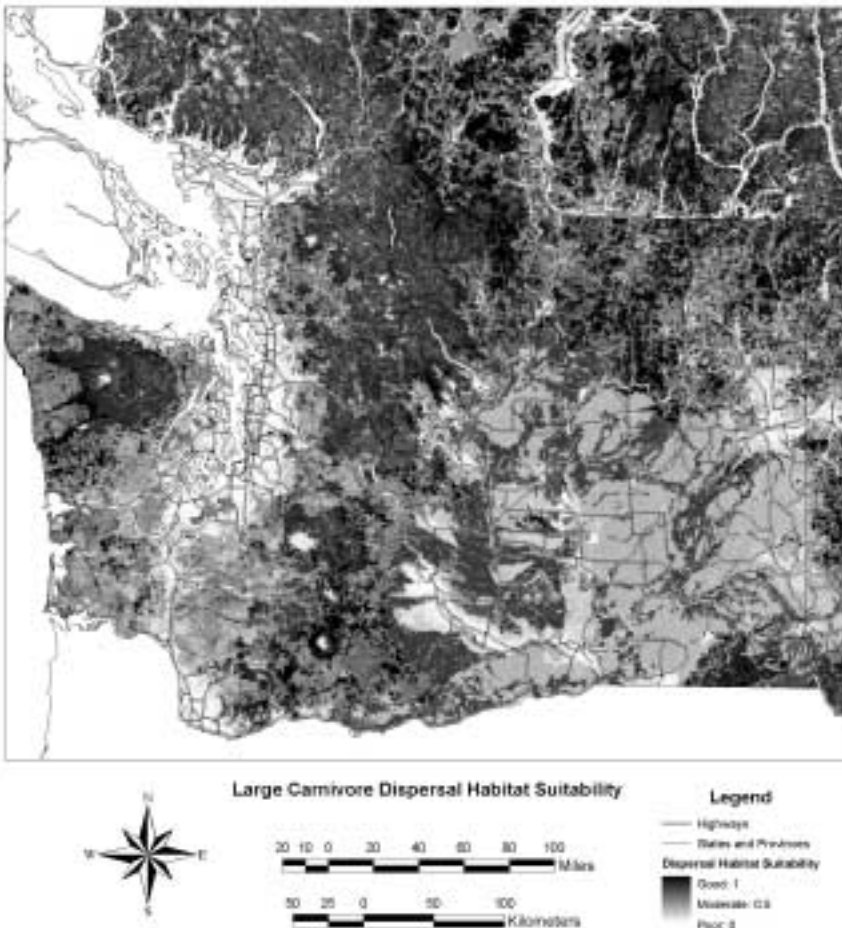 Large Carnivore Dispersal Habitat Suitability
N
W
E
S
20 10 0 20 40 60 80 100
Miles
50 25 0 50 100
Kilometers
Legend
Highways
States and Provinces
Dispersal Habitat Suitability
Good: 1
Moderate: 0.5
Poor: 0